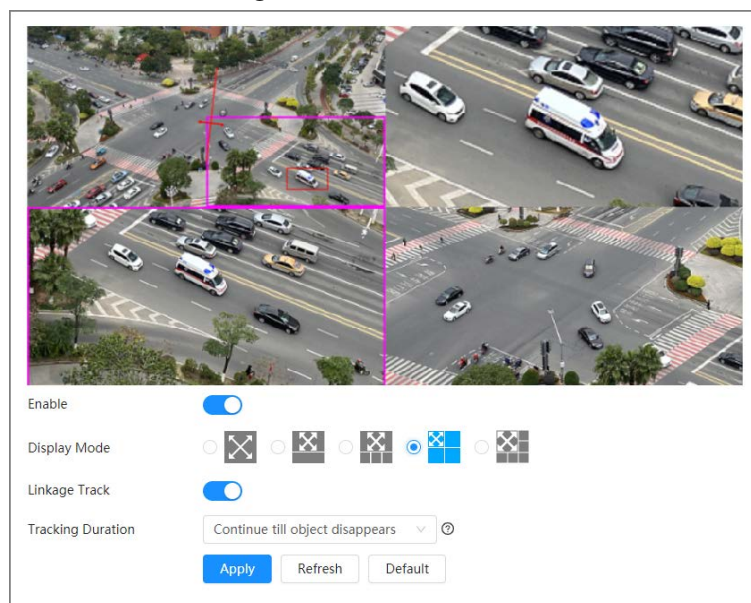 Enable
Display Mode
Linkage Track
Tracking Duration Continue till object disappears ?
Apply Refresh Default